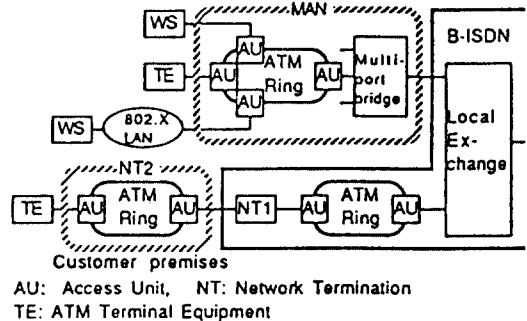 MAN
WS
B-ISDN
AU
ATM
Ring
Multi-
port
bridge
TE
AU
AU
AU
Local
Ex-
change
WS
802.X
LAN
NT2
TE
AU
ATM
Ring
AU
NT1
AU
ATM
Ring
AU
Customer premises
AU: Access Unit, NT: Network Termination
TE: ATM Terminal Equipment